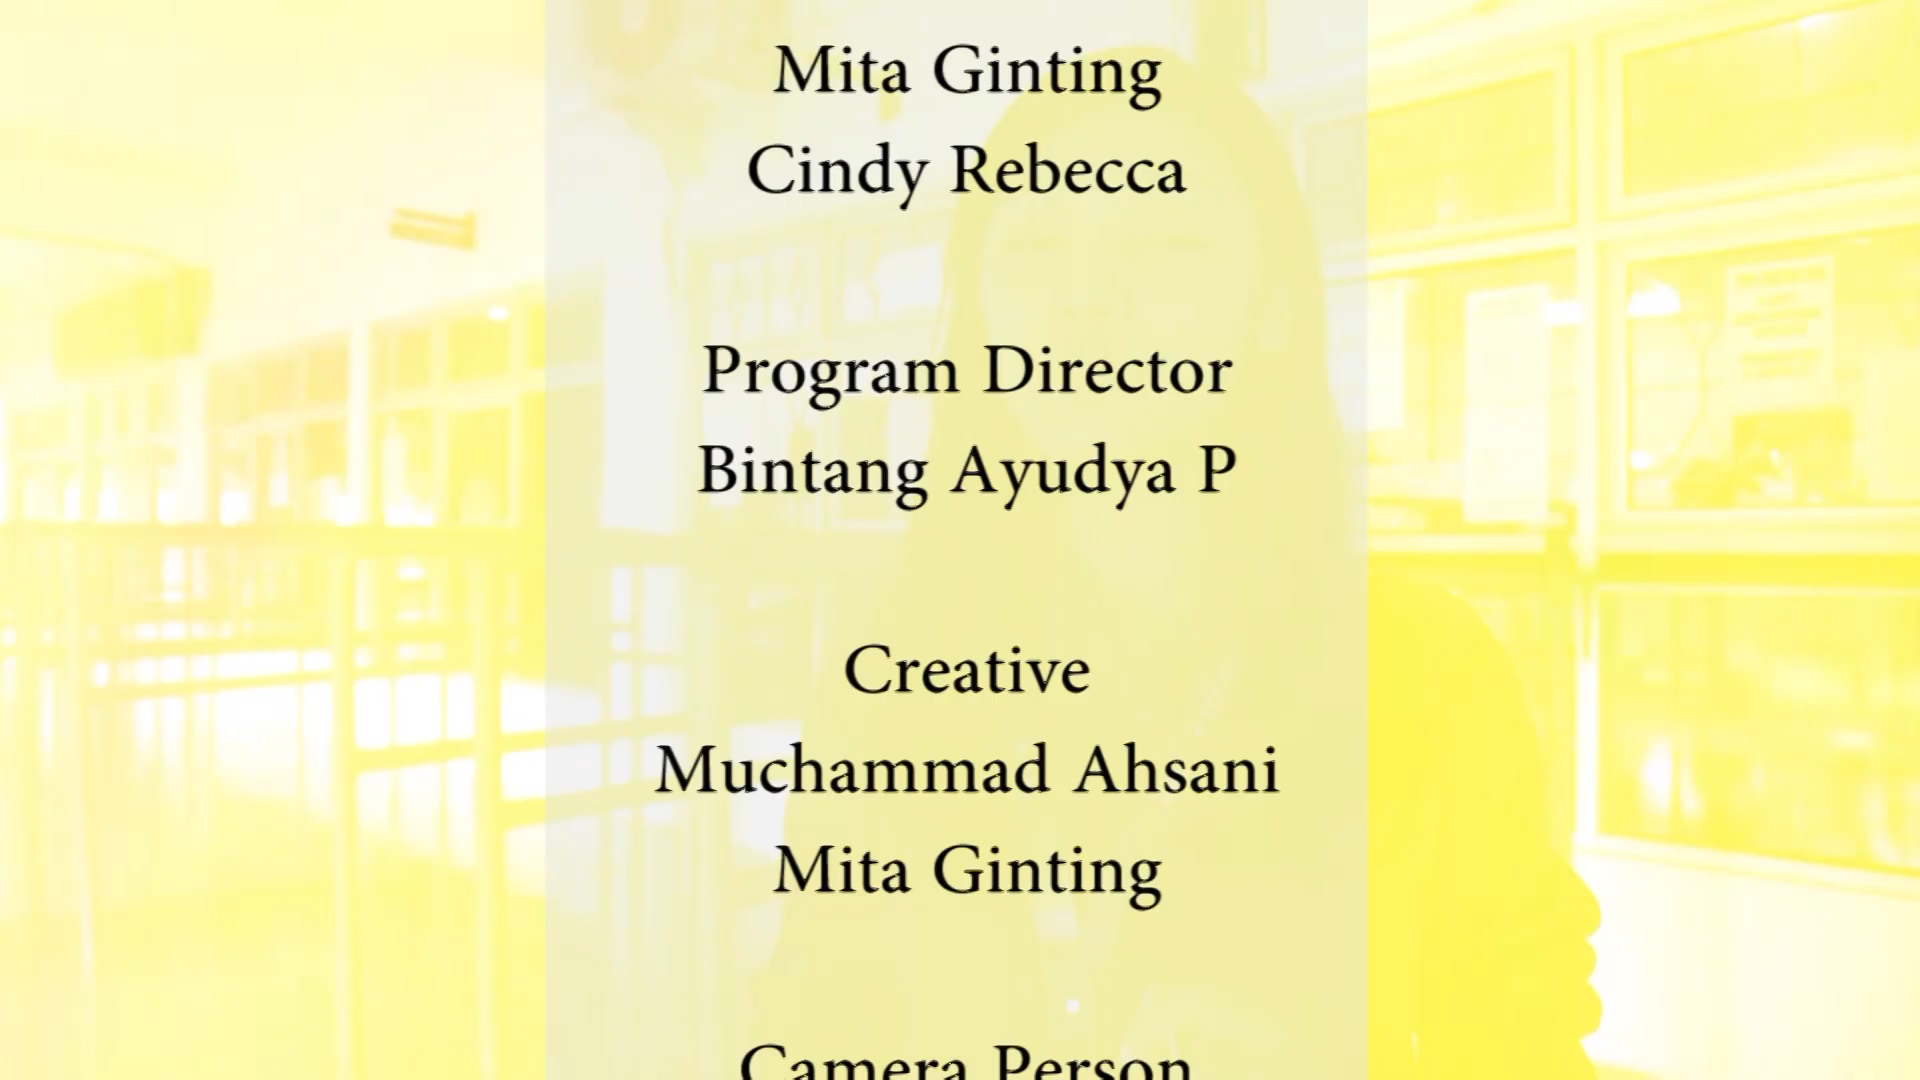 Mita Ginting
Cindy Rebecca
Program Director
Bintang Ayudya P
Creative
Muchammad Ahsani
Mita Ginting
Camera Person